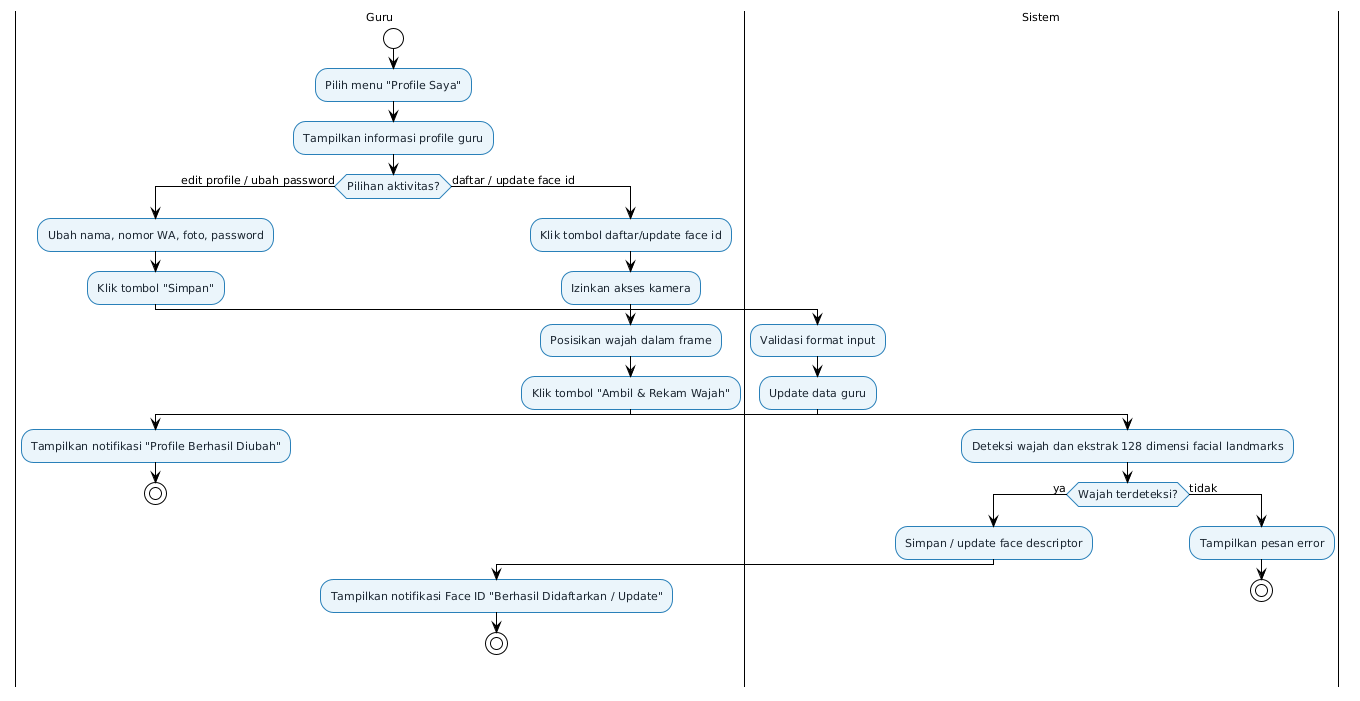 Guru
Sistem
Pilih menu "Profile Saya"
Tampilkan informasi profile guru
edit profile / ubah password
Pilihan aktivitas?
daftar / update face id
Ubah nama, nomor WA, foto, password
Klik tombol daftar/update face id
Klik tombol "Simpan"
Izinkan akses kamera
Posisikan wajah dalam frame
Validasi format input
Klik tombol "Ambil & Rekam Wajah"
Update data guru
Tampilkan notifikasi "Profile Berhasil Diubah"
Deteksi wajah dan ekstrak 128 dimensi facial landmarks
ya
Wajah terdeteksi?
tidak
Simpan / update face descriptor
Tampilkan pesan error
Tampilkan notifikasi Face ID "Berhasil Didaftarkan / Update"